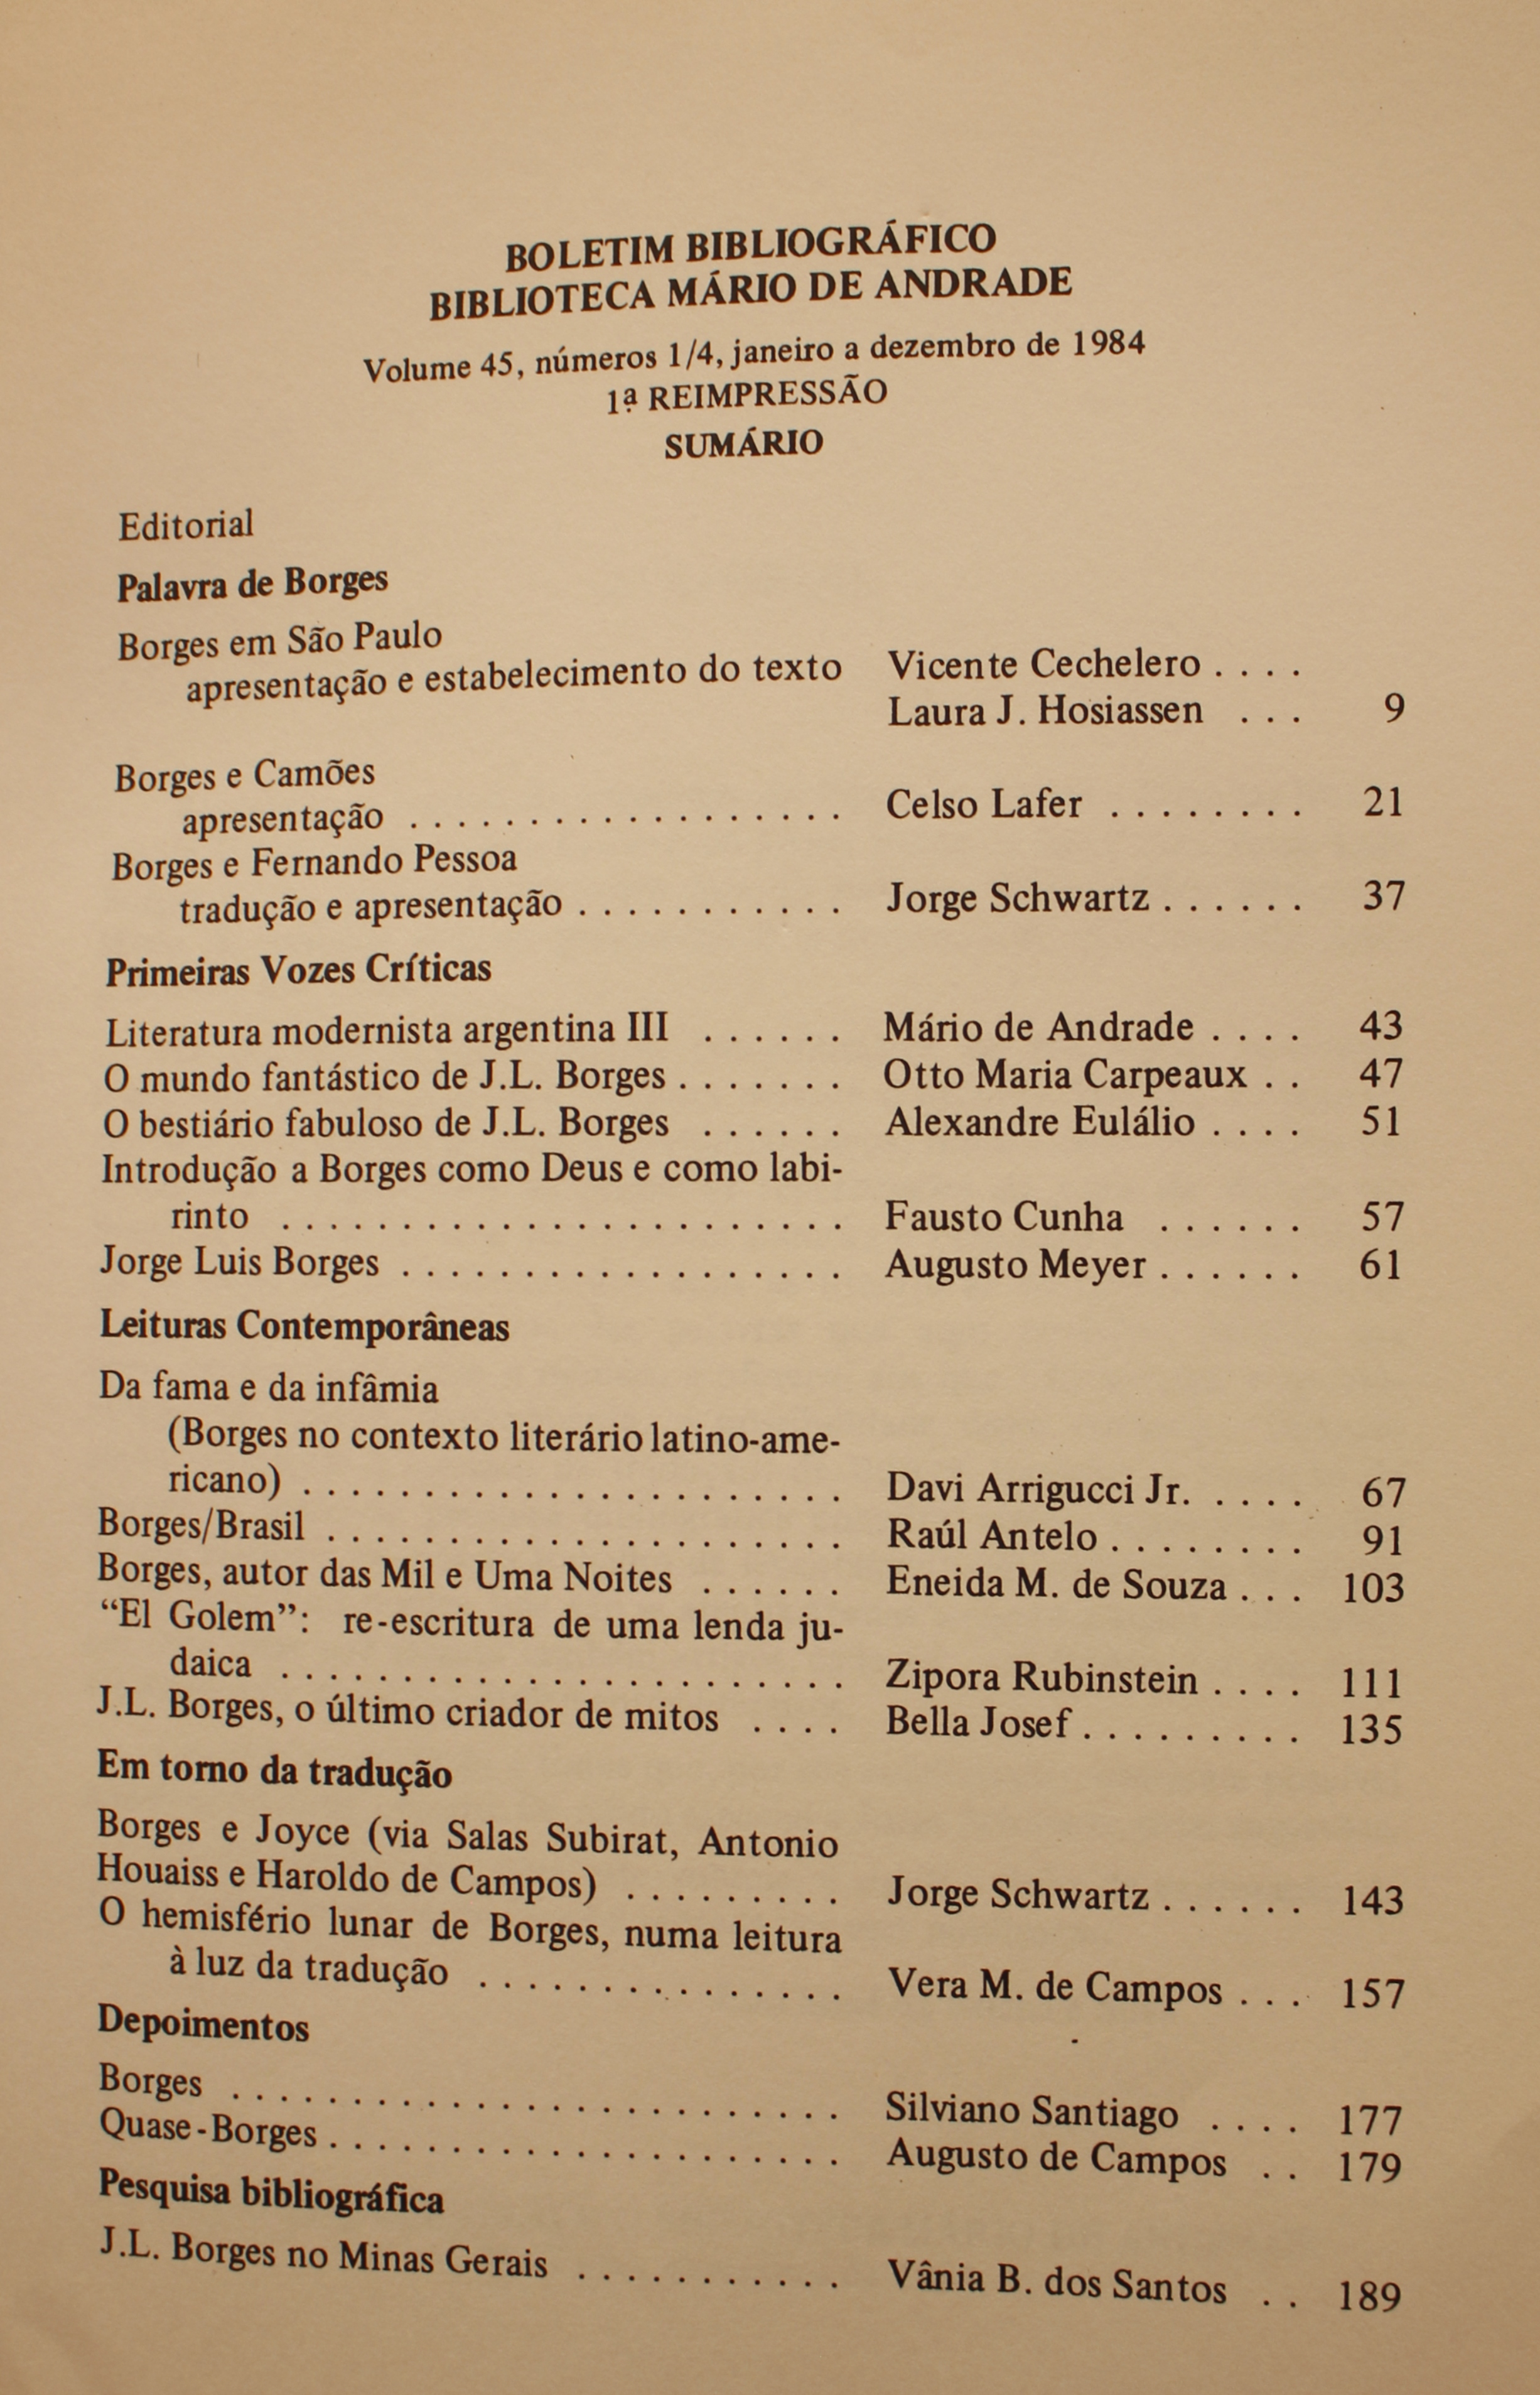 BOLETIM BIBLIOGRÁFICO
BIBLIOTECA MÁRIO DE ANDRADE
Volume 45, números 1/4, janeiro a dezembro de 1984
1ª REIMPRESSÃO
SUMÁRIO
Editorial
Palavra de Borges
Borges em São Paulo
apresentação e estabelecimento do texto Vicente Cechelero ....
Laura J. Hosiassen ... 9
Borges e Camões
apresentação .................. Celso Lafer ........ 21
Borges e Fernando Pessoa
tradução e apresentação ........... Jorge Schwartz ...... 37
Primeiras Vozes Críticas
Literatura modernista argentina III ...... Mário de Andrade .... 43
O mundo fantástico de J.L. Borges ....... Otto Maria Carpeaux .. 47
O bestiário fabuloso de J.L. Borges ...... Alexandre Eulálio .... 51
Introdução a Borges como Deus e como labi-
rinto ........................ Fausto Cunha ...... 57
Jorge Luis Borges ................... Augusto Meyer ...... 61
Leituras Contemporâneas
Da fama e da infâmia
(Borges no contexto literário latino-ame-
ricano) ....................... Davi Arrigucci Jr. .... 67
Borges/Brasil ...................... Raúl Antelo ........ 91
Borges, autor das Mil e Uma Noites ...... Eneida M. de Souza ... 103
“El Golem”: re-escritura de uma lenda ju-
daica ........................ Zipora Rubinstein .... 111
J.L. Borges, o último criador de mitos .... Bella Josef ......... 135
Em torno da tradução
Borges e Joyce (via Salas Subirat, Antonio
Houaiss e Haroldo de Campos) ......... Jorge Schwartz ...... 143
O hemisfério lunar de Borges, numa leitura
à luz da tradução ............... Vera M. de Campos ... 157
Depoimentos
Borges .......................... Silviano Santiago .... 177
Quase-Borges ...................... Augusto de Campos .. 179
Pesquisa bibliográfica
J.L. Borges no Minas Gerais ........... Vânia B. dos Santos .. 189